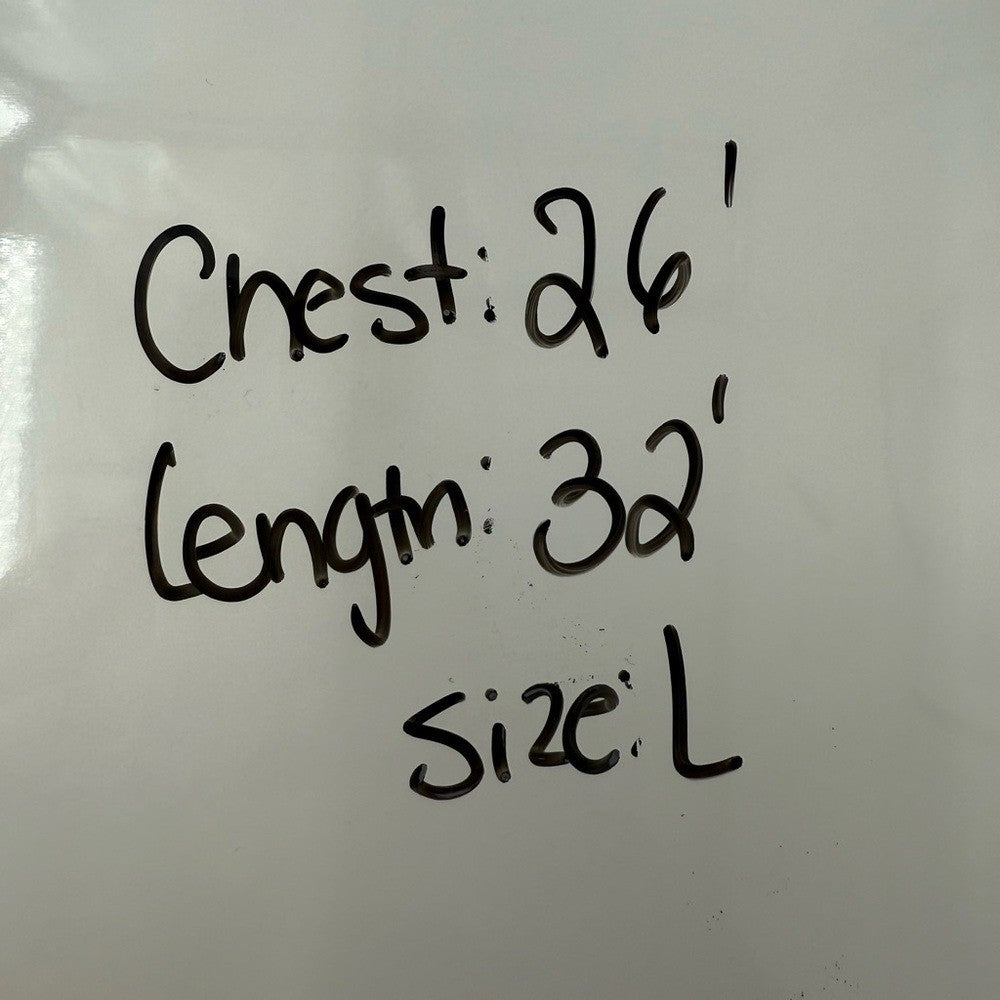 Chest: 26'
Length: 32'
Size: L